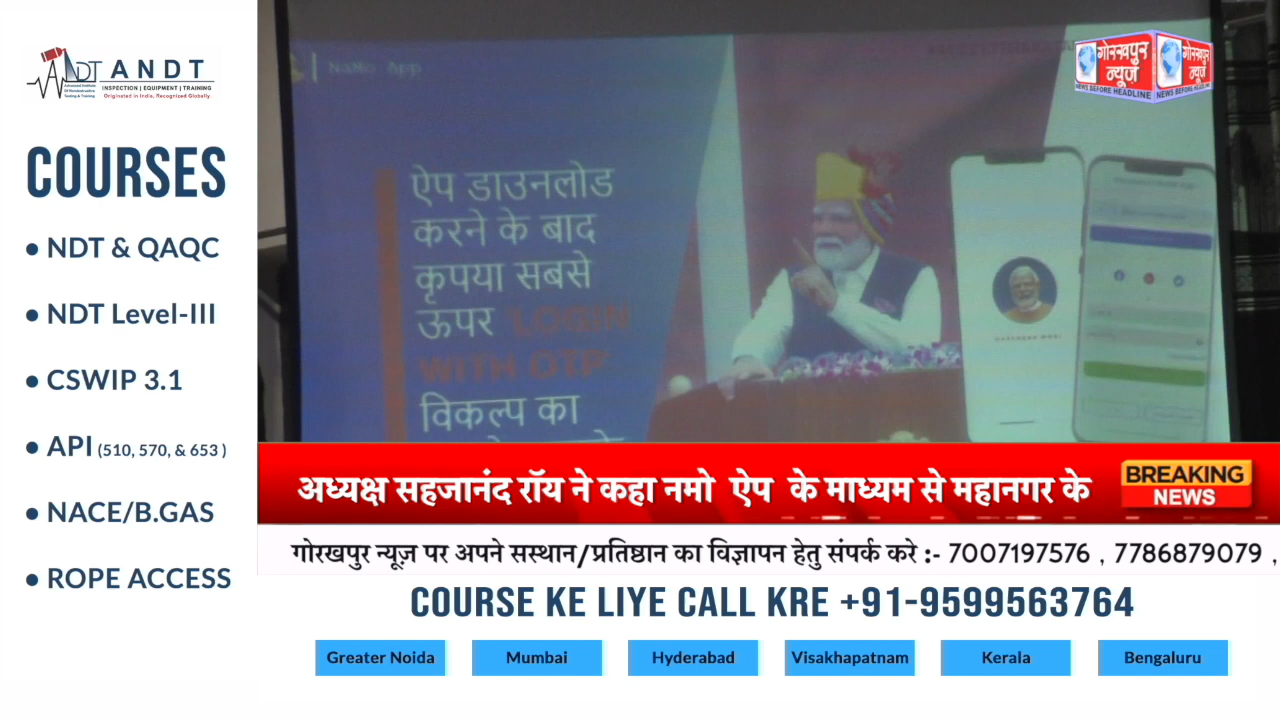 ANDT
INSPECTION | EQUIPMENT | TRAINING
Originated in India, Recognized Globally
COURSES
• NDT & QAQC
• NDT Level-III
• CSWIP 3.1
• API (510, 570, & 653 )
• NACE/B.GAS
• ROPE ACCESS
NaMo App
ऐप डाउनलोड
करने के बाद
कृपया सबसे
ऊपर LOGIN
WITH OTP
विकल्प का
गोरखपुर
न्यूज़
NEWS BEFORE HEADLINE
गोरखपुर
न्यूज़
NEWS BEFORE HEADLINE
अध्यक्ष सहजानंद रॉय ने कहा नमो ऐप के माध्यम से महानगर के
BREAKING
NEWS
गोरखपुर न्यूज़ पर अपने सस्थान/प्रतिष्ठान का विज्ञापन हेतु संपर्क करे :- 7007197576 , 7786879079 ,
COURSE KE LIYE CALL KRE +91-9599563764
Greater Noida
Mumbai
Hyderabad
Visakhapatnam
Kerala
Bengaluru